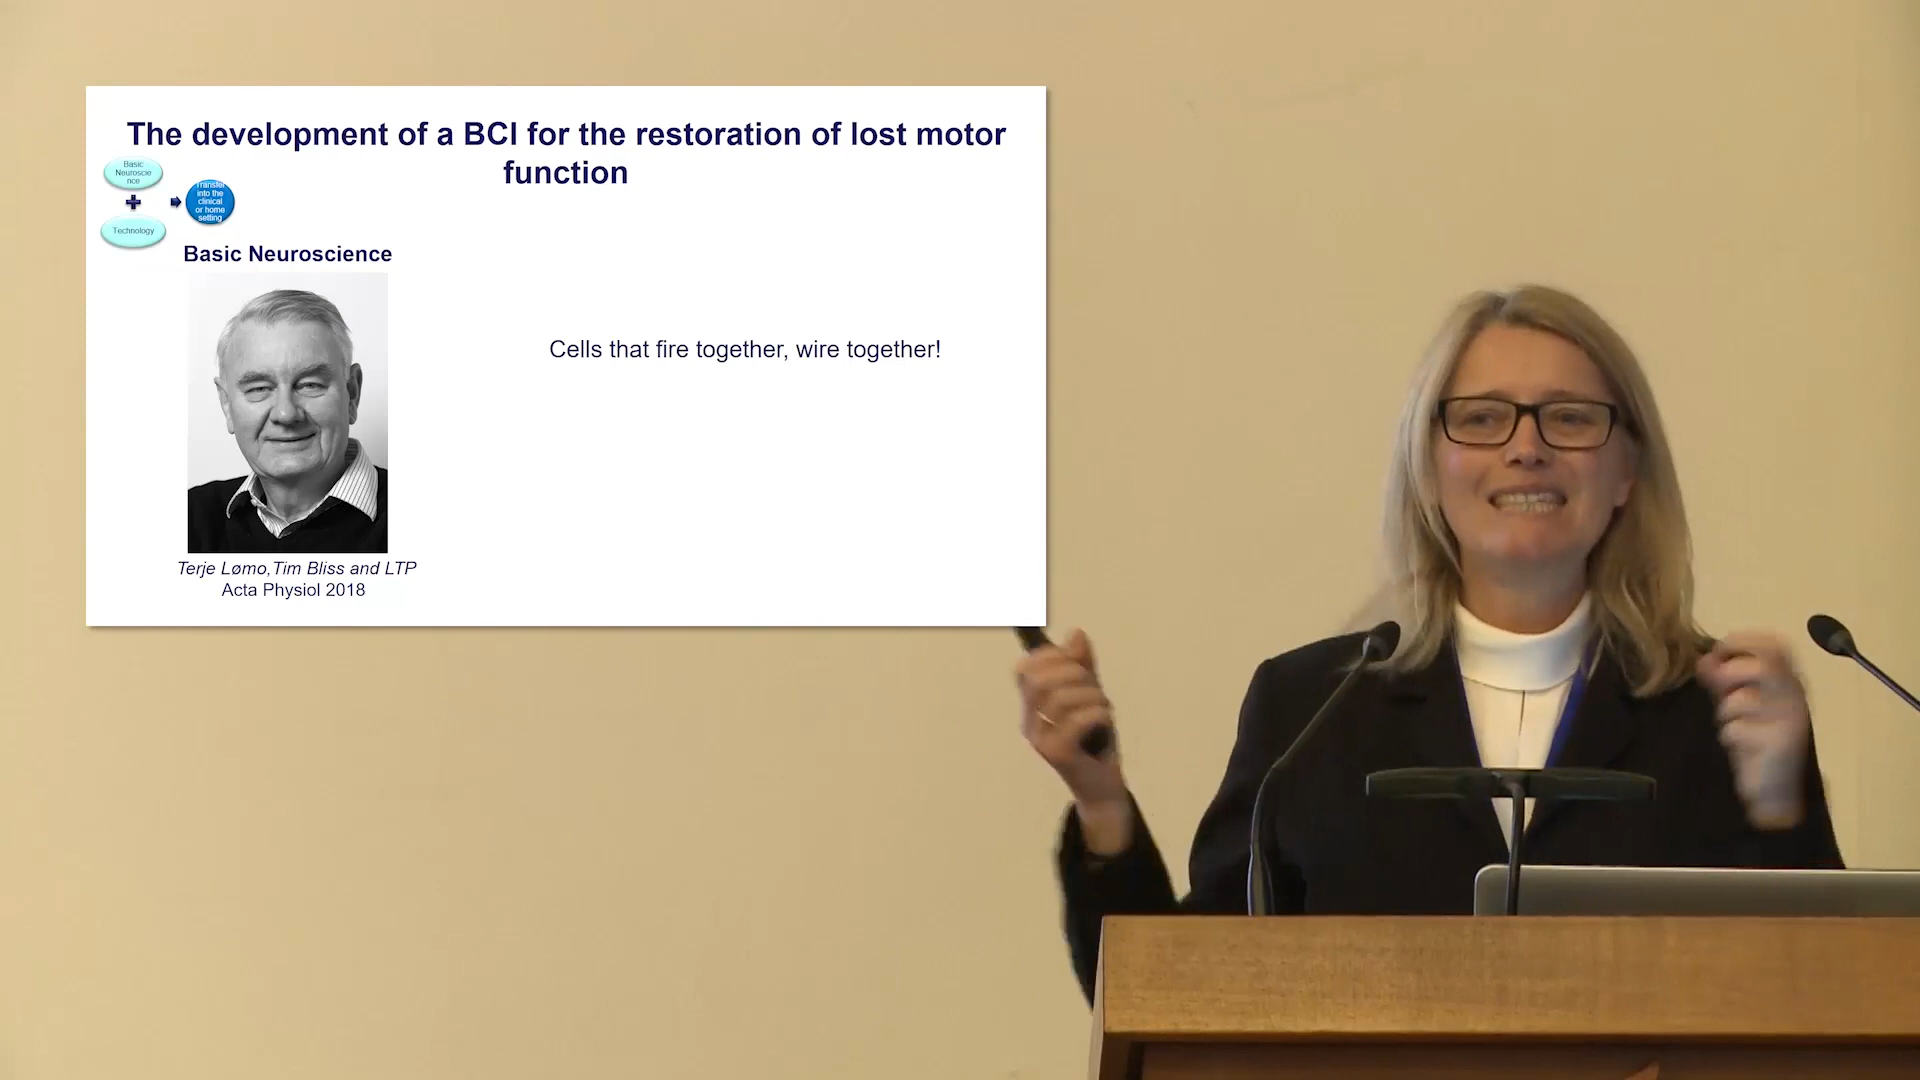 The development of a BCI for the restoration of lost motor
function
Basic
Neuroscie
nce
Transfer
into the
clinical
or home
setting
Technology
Basic Neuroscience
Cells that fire together, wire together!
Terje Lømo,Tim Bliss and LTP
Acta Physiol 2018